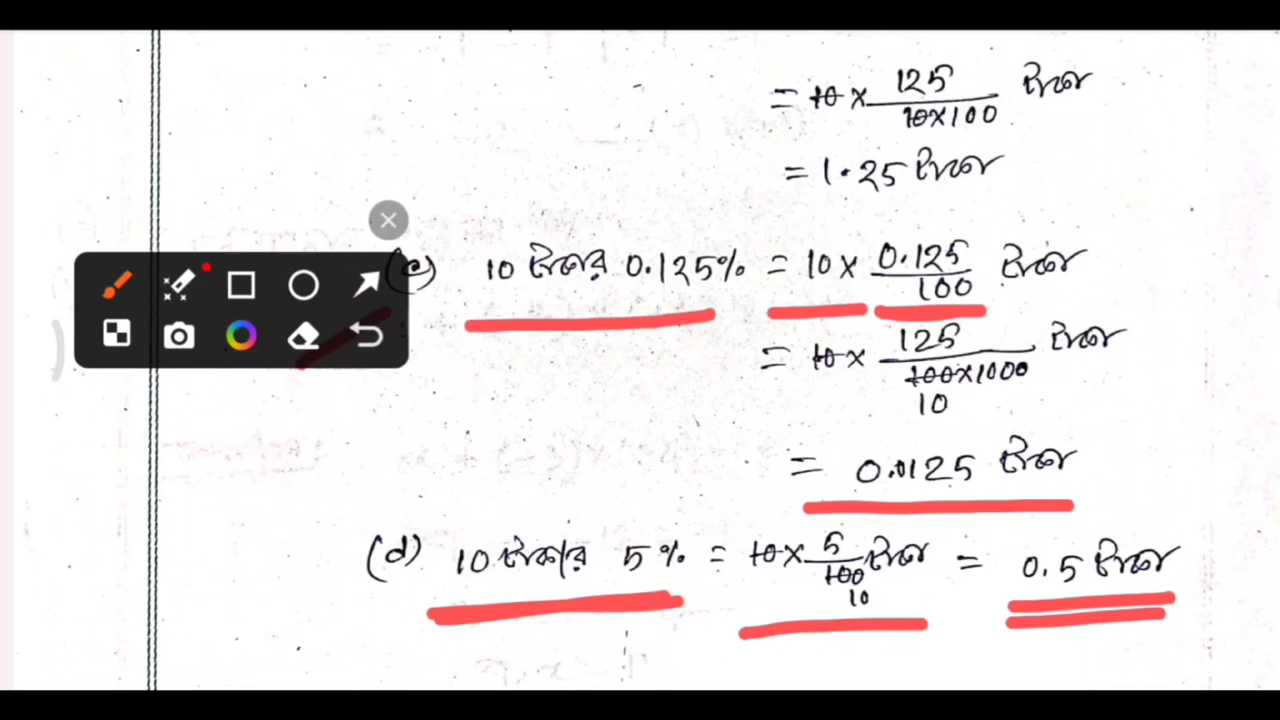 = 10 × 125/10×100 টাকা
= 1.25 টাকা
(c) 10 টাকার 0.125% = 10 × 0.125/100 টাকা
= 10 × 125/100×1000 টাকা
10
= 0.0125 টাকা
(d) 10 টাকার 5% = 10 × 5/100 টাকা = 0.5 টাকা
10